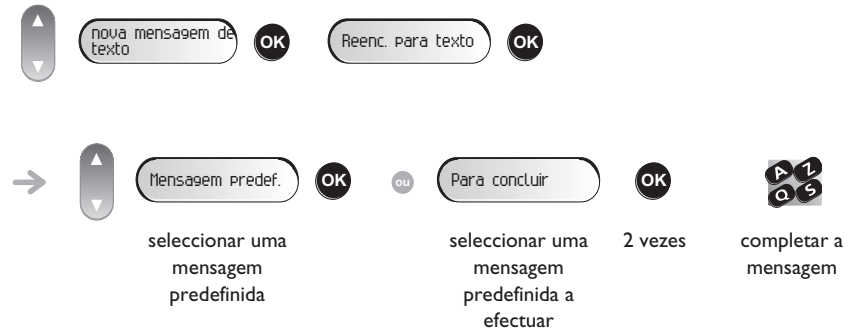 nova mensagem de
texto
OK
Reenc. para texto
OK
Mensagem predef.
OK
ou
Para concluir
OK
A Z
Q S
seleccionar uma
mensagem
predefinida
seleccionar uma
mensagem
predefinida a
efectuar
2 vezes
completar a
mensagem